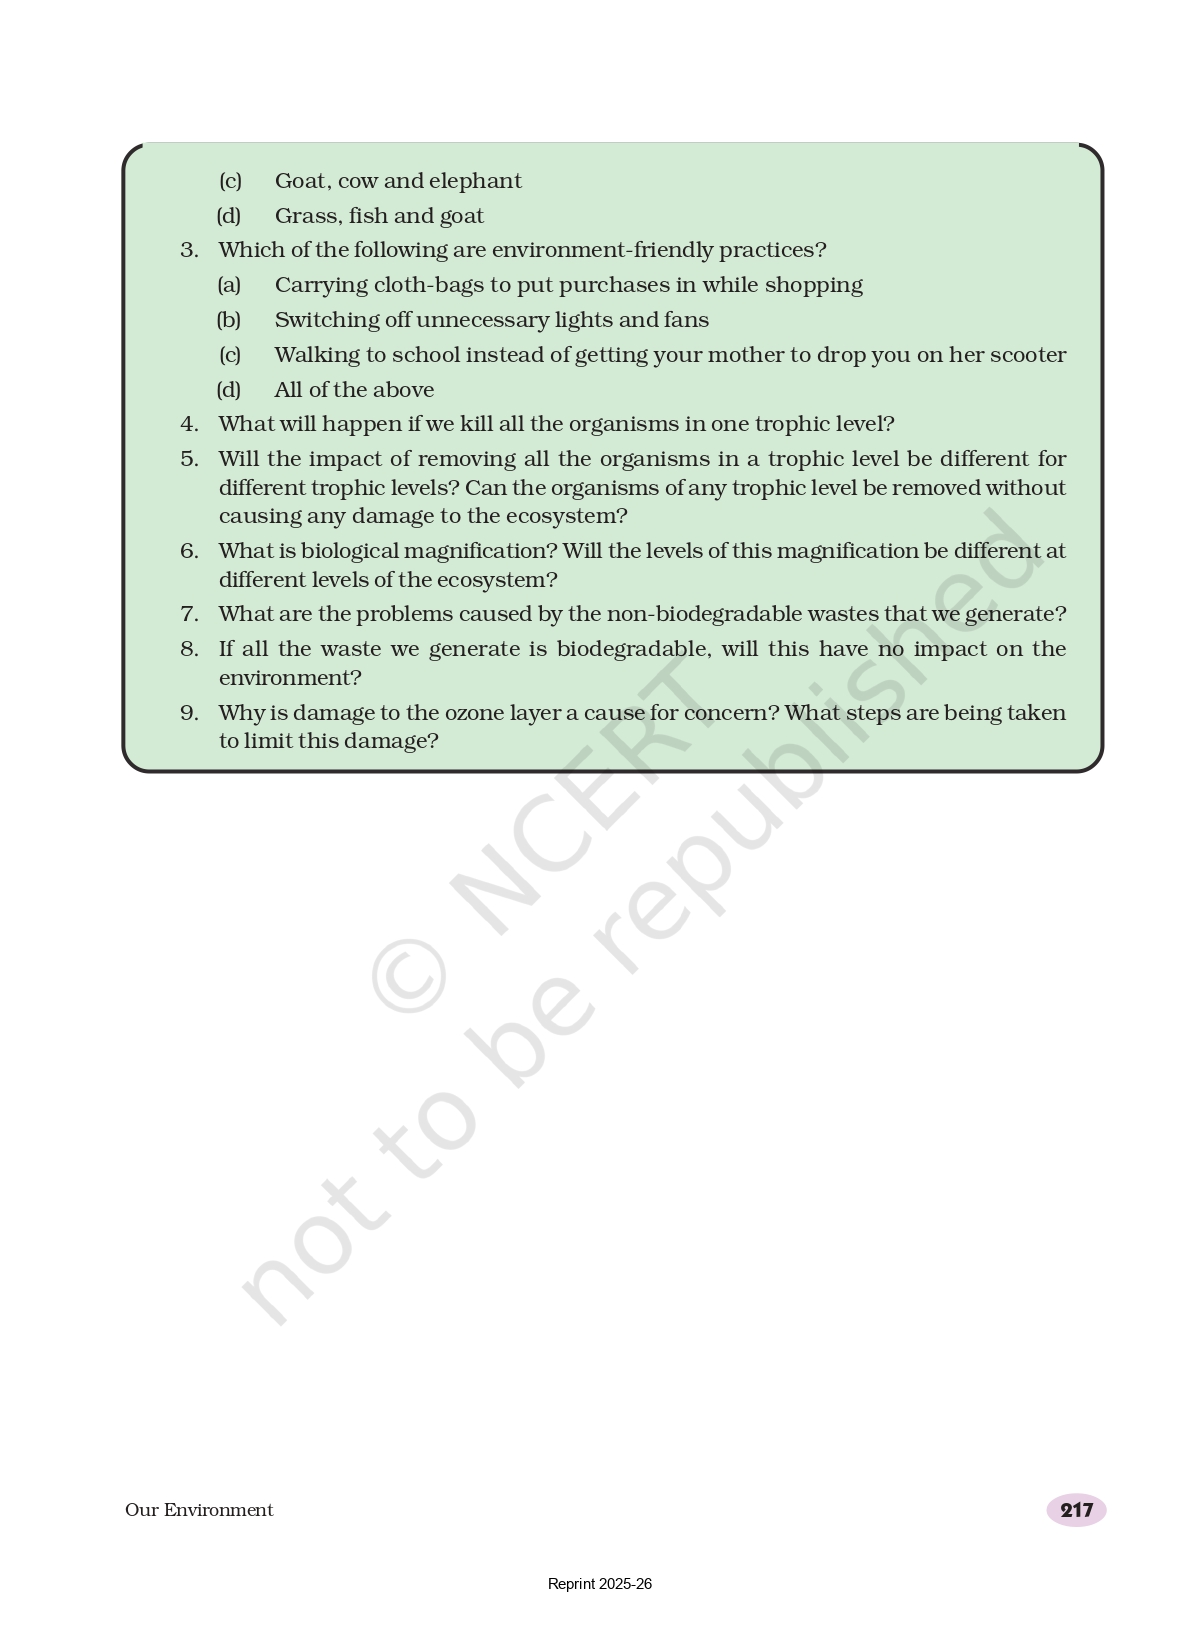 (c) Goat, cow and elephant
(d) Grass, fish and goat
3. Which of the following are environment-friendly practices?
(a) Carrying cloth-bags to put purchases in while shopping
(b) Switching off unnecessary lights and fans
(c) Walking to school instead of getting your mother to drop you on her scooter
(d) All of the above
4. What will happen if we kill all the organisms in one trophic level?
5. Will the impact of removing all the organisms in a trophic level be different for
different trophic levels? Can the organisms of any trophic level be removed without
causing any damage to the ecosystem?
6. What is biological magnification? Will the levels of this magnification be different at
different levels of the ecosystem?
7. What are the problems caused by the non-biodegradable wastes that we generate?
8. If all the waste we generate is biodegradable, will this have no impact on the
environment?
9. Why is damage to the ozone layer a cause for concern? What steps are being taken
to limit this damage?
© NCERT
not to be republished
Our Environment
217
Reprint 2025-26